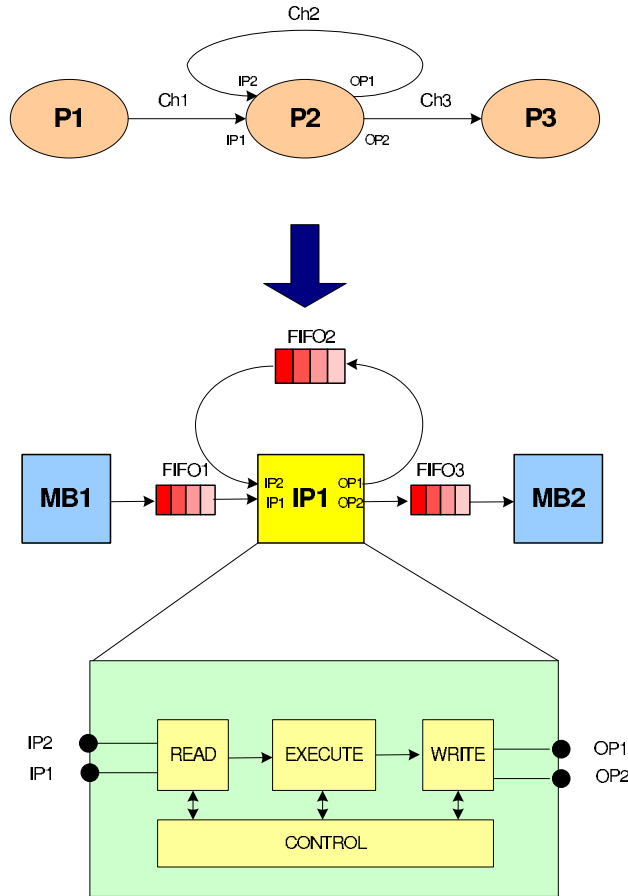 Ch2
IP2
OP1
Ch1
Ch3
P1
P2
P3
IP1
OP2
FIFO2
FIFO1
FIFO3
IP2
OP1
MB1
IP1
MB2
IP1
OP2
IP2
OP1
READ
EXECUTE
WRITE
IP1
OP2
CONTROL